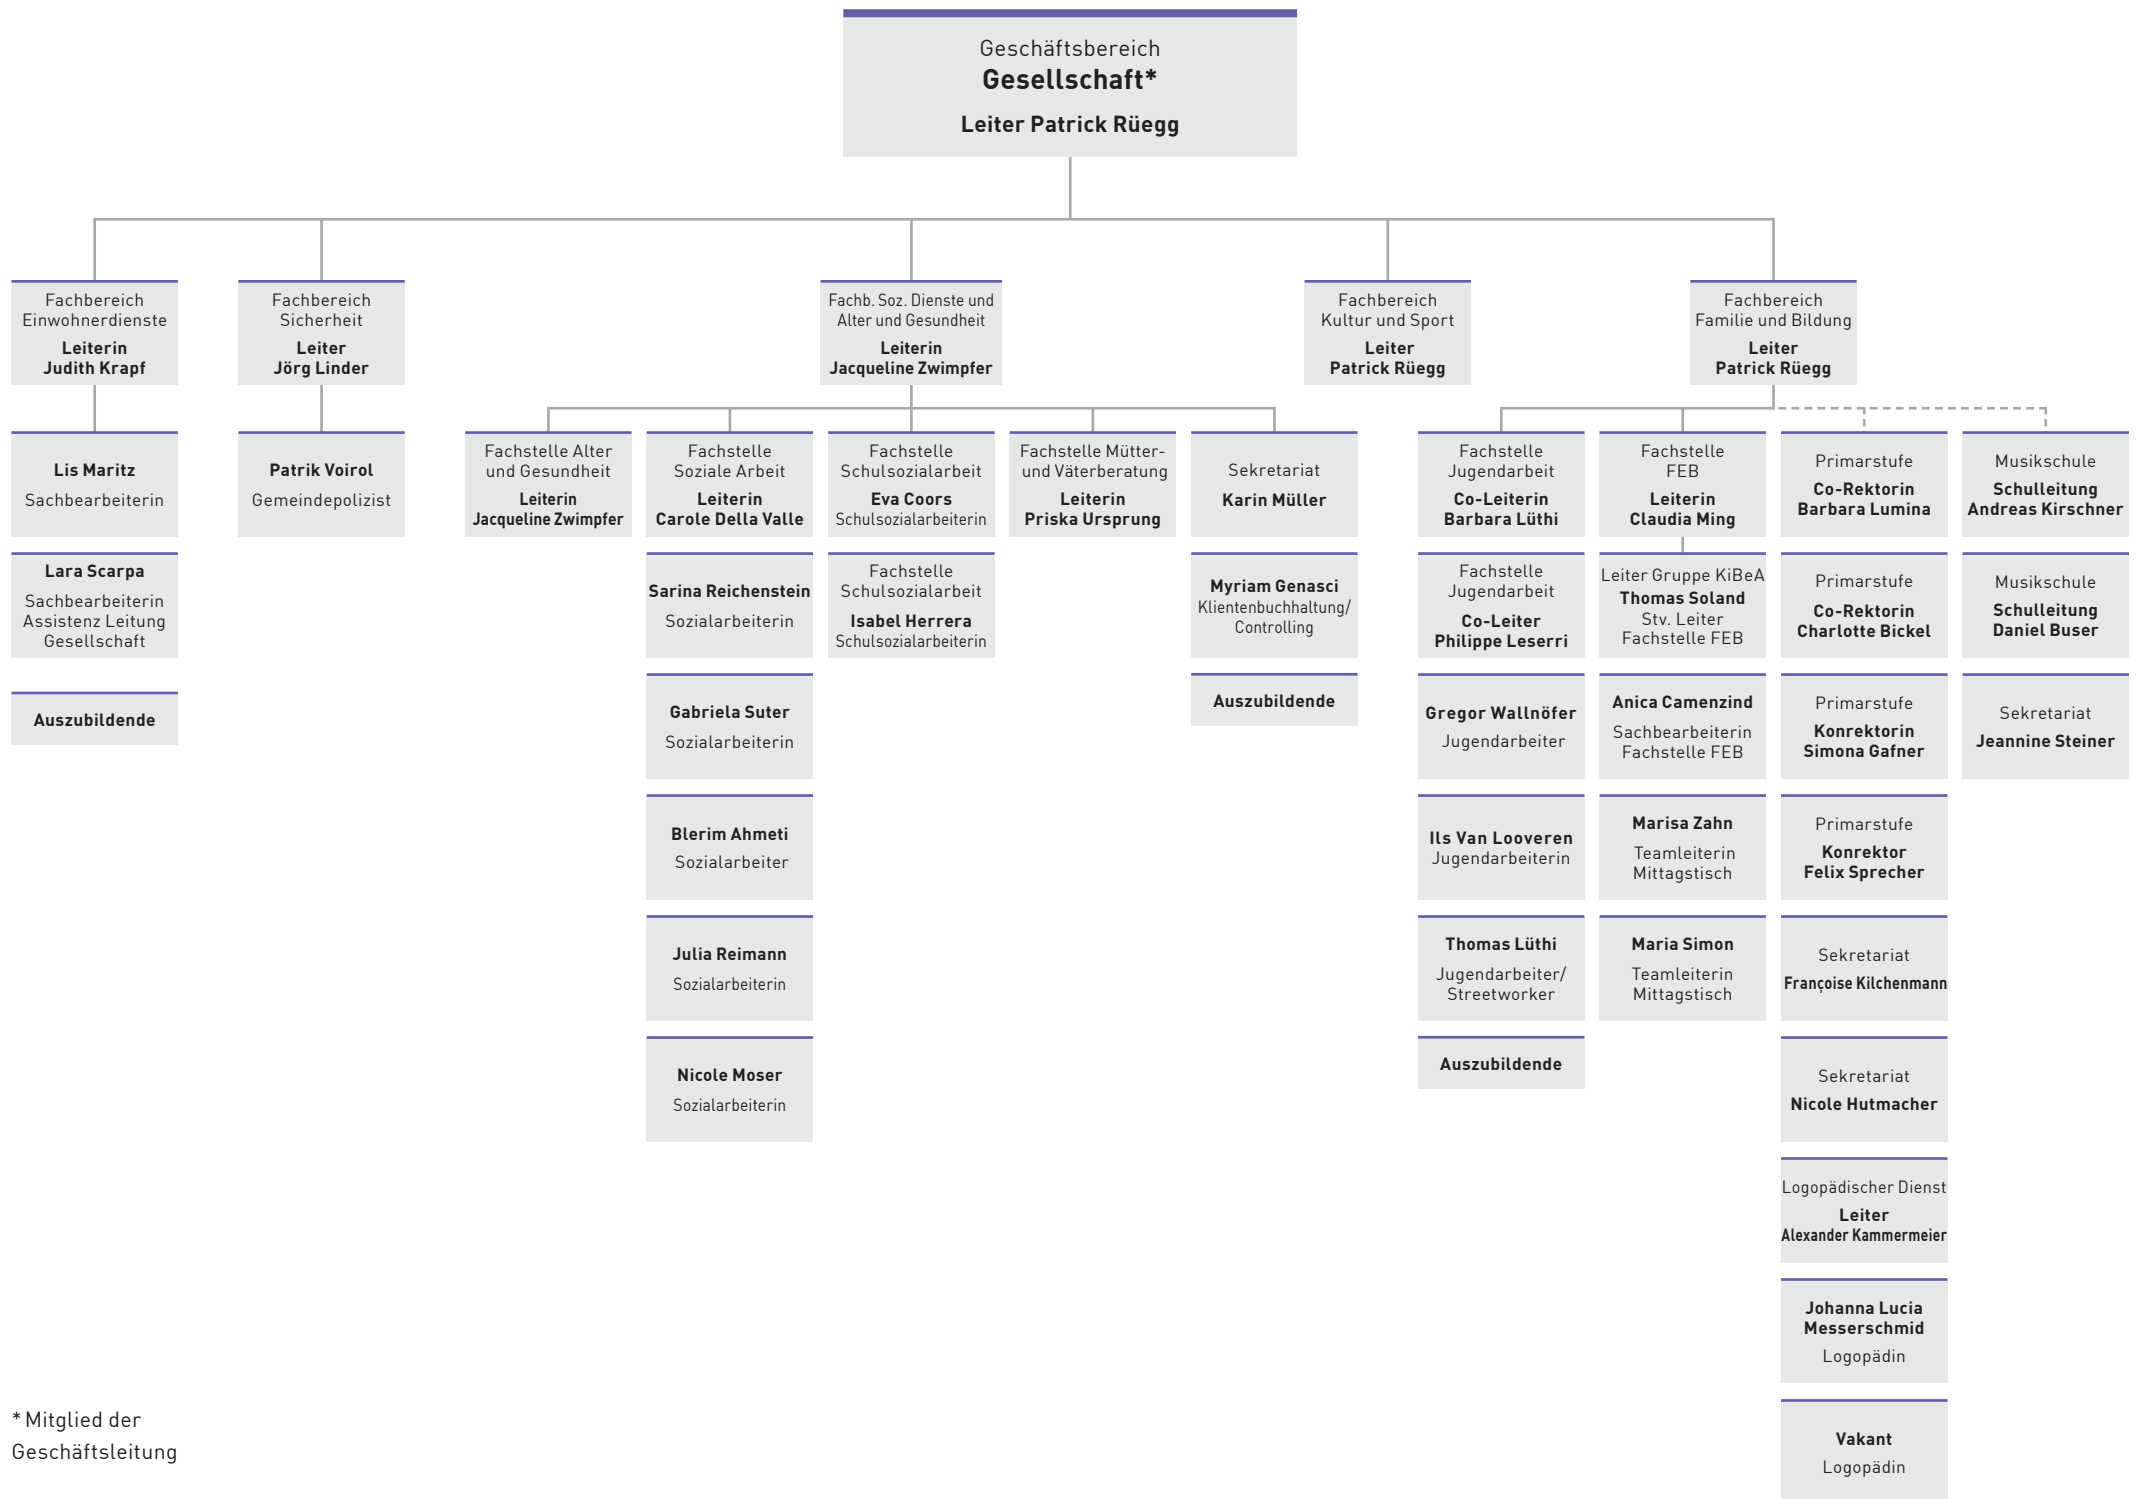 Geschäftsbereich
Gesellschaft*
Leiter Patrick Rüegg
Fachbereich
Einwohnerdienste
Leiterin
Judith Krapf
Fachbereich
Sicherheit
Leiter
Jörg Linder
Fachb. Soz. Dienste und
Alter und Gesundheit
Leiterin
Jacqueline Zwimpfer
Fachbereich
Kultur und Sport
Leiter
Patrick Rüegg
Fachbereich
Familie und Bildung
Leiter
Patrick Rüegg
Lis Maritz
Sachbearbeiterin
Lara Scarpa
Sachbearbeiterin
Assistenz Leitung
Gesellschaft
Auszubildende
Patrik Voirol
Gemeindepolizist
Fachstelle Alter
und Gesundheit
Leiterin
Jacqueline Zwimpfer
Fachstelle
Soziale Arbeit
Leiterin
Carole Della Valle
Sarina Reichenstein
Sozialarbeiterin
Gabriela Suter
Sozialarbeiterin
Blerim Ahmeti
Sozialarbeiter
Julia Reimann
Sozialarbeiterin
Nicole Moser
Sozialarbeiterin
Fachstelle
Schulsozialarbeit
Eva Coors
Schulsozialarbeiterin
Fachstelle
Schulsozialarbeit
Isabel Herrera
Schulsozialarbeiterin
Fachstelle Mütter-
und Väterberatung
Leiterin
Priska Ursprung
Sekretariat
Karin Müller
Myriam Genasci
Klientenbuchhaltung/
Controlling
Auszubildende
Fachstelle
Jugendarbeit
Co-Leiterin
Barbara Lüthi
Fachstelle
Jugendarbeit
Co-Leiter
Philippe Leserri
Gregor Wallnöfer
Jugendarbeiter
Ils Van Looveren
Jugendarbeiterin
Thomas Lüthi
Jugendarbeiter/
Streetworker
Auszubildende
Fachstelle
FEB
Leiterin
Claudia Ming
Leiter Gruppe KiBeA
Thomas Soland
Stv. Leiter
Fachstelle FEB
Anica Camenzind
Sachbearbeiterin
Fachstelle FEB
Marisa Zahn
Teamleiterin
Mittagstisch
Maria Simon
Teamleiterin
Mittagstisch
Primarstufe
Co-Rektorin
Barbara Lumina
Primarstufe
Co-Rektorin
Charlotte Bickel
Primarstufe
Konrektorin
Simona Gafner
Primarstufe
Konrektor
Felix Sprecher
Sekretariat
Françoise Kilchenmann
Sekretariat
Nicole Hutmacher
Logopädischer Dienst
Leiter
Alexander Kammermeier
Johanna Lucia
Messerschmid
Logopädin
Vakant
Logopädin
Musikschule
Schulleitung
Andreas Kirschner
Musikschule
Schulleitung
Daniel Buser
Sekretariat
Jeannine Steiner
* Mitglied der
Geschäftsleitung